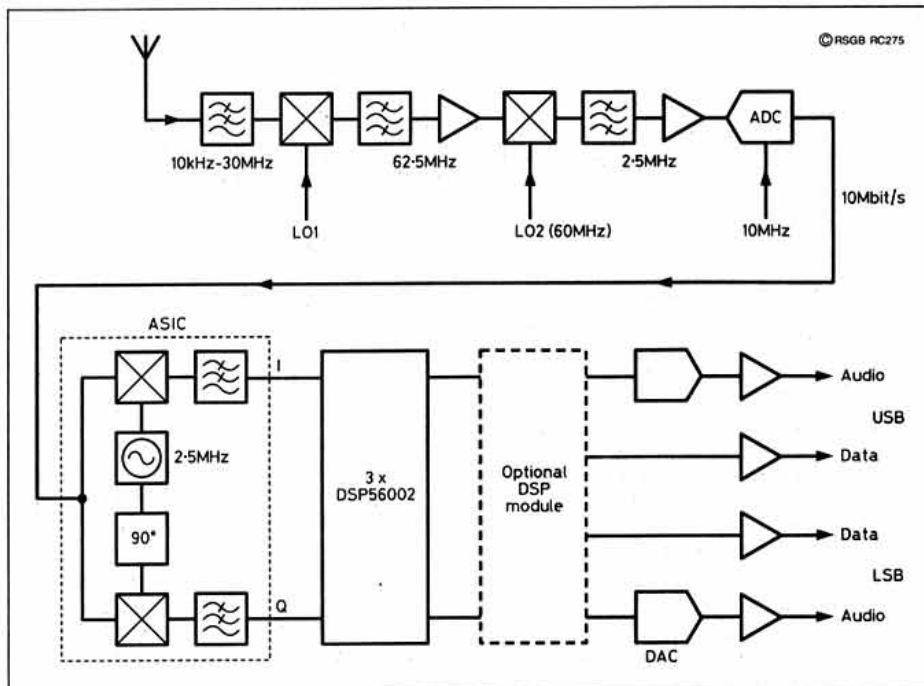 © RSGB RC275
10kHz-30MHz
62·5MHz
2·5MHz
ADC
LO1
LO2 (60MHz)
10MHz
10Mbit/s
ASIC
I
2·5MHz
90°
Q
3 x
DSP56002
Optional
DSP
module
DAC
Audio
USB
Data
Data
LSB
Audio